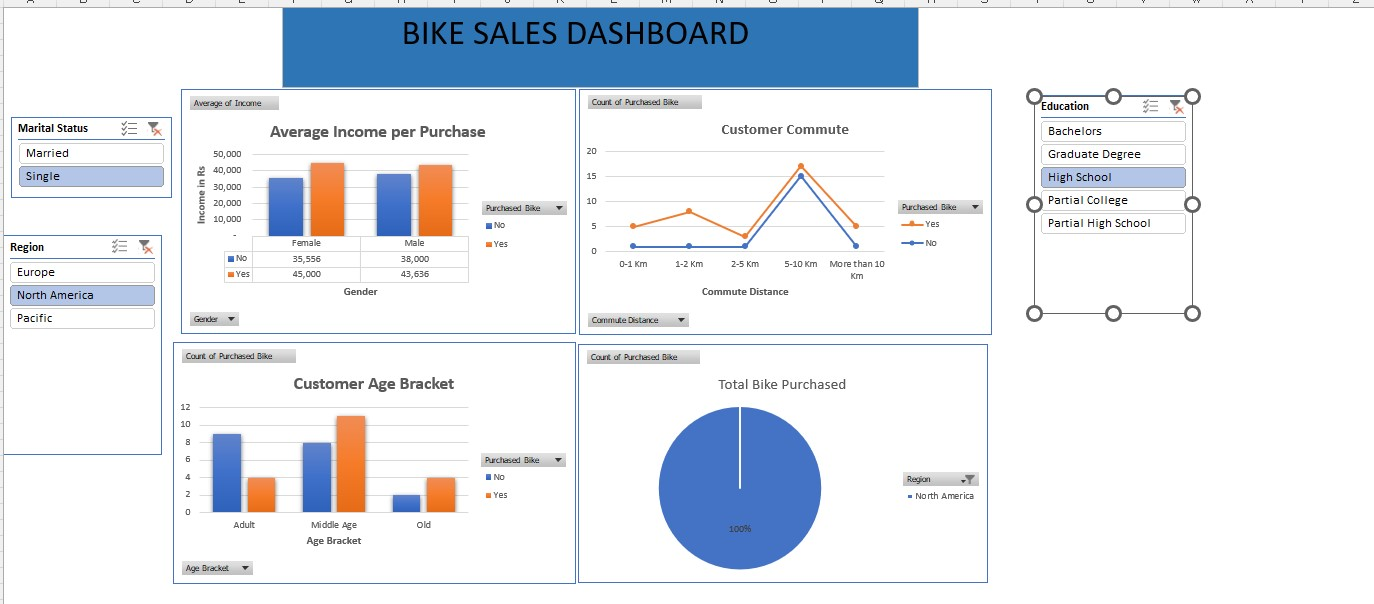 BIKE SALES DASHBOARD
Marital Status
Married
Single
Region
Europe
North America
Pacific
Average of Income
Average Income per Purchase
Income in Rs
50,000
40,000
30,000
20,000
10,000
-
Female Male
No 35,556 38,000
Yes 45,000 43,636
Gender
Purchased Bike
No
Yes
Gender
Count of Purchased Bike
Customer Commute
20
15
10
5
0
0-1 Km 1-2 Km 2-5 Km 5-10 Km More than 10
Km
Commute Distance
Purchased Bike
Yes
No
Commute Distance
Education
Bachelors
Graduate Degree
High School
Partial College
Partial High School
Count of Purchased Bike
Customer Age Bracket
12
10
8
6
4
2
0
Adult Middle Age Old
Age Bracket
Purchased Bike
No
Yes
Age Bracket
Count of Purchased Bike
Total Bike Purchased
100%
Region
North America